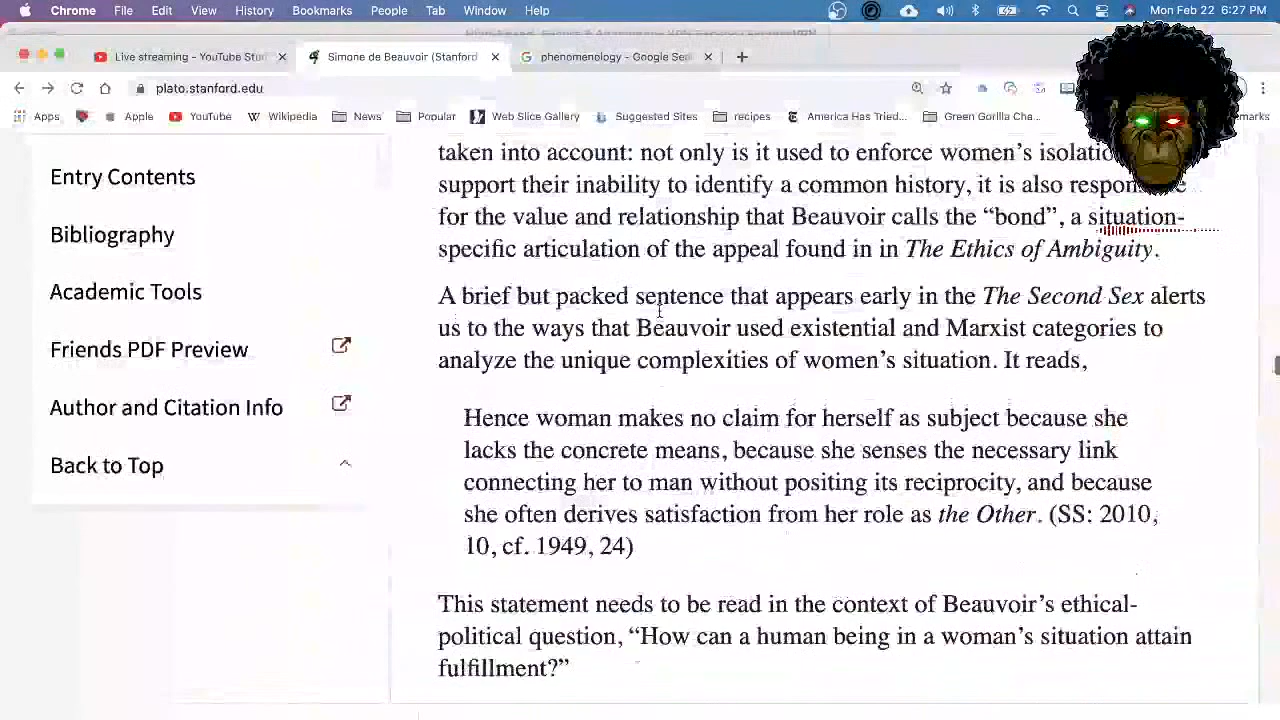 Chrome File Edit View History Bookmarks People Tab Window Help Mon Feb 22 6:27 PM
Live streaming - YouTube Stu Simone de Beauvoir (Stanford phenomenology - Google Sea
plato.stanford.edu
Apps Apple YouTube Wikipedia News Popular Web Slice Gallery Suggested Sites recipes America Has Tried... Green Gorilla Cha...
Entry Contents
Bibliography
Academic Tools
Friends PDF Preview
Author and Citation Info
Back to Top
taken into account: not only is it used to enforce women's
support their inability to identify a common history, it is also
for the value and relationship that Beauvoir calls the “bond”, a situation-
specific articulation of the appeal found in in The Ethics of Ambiguity.
A brief but packed sentence that appears early in the The Second Sex alerts
us to the ways that Beauvoir used existential and Marxist categories to
analyze the unique complexities of women’s situation. It reads,
Hence woman makes no claim for herself as subject because she
lacks the concrete means, because she senses the necessary link
connecting her to man without positing its reciprocity, and because
she often derives satisfaction from her role as the Other. (SS: 2010,
10, cf. 1949, 24)
This statement needs to be read in the context of Beauvoir’s ethical-
political question, “How can a human being in a woman’s situation attain
fulfillment?”